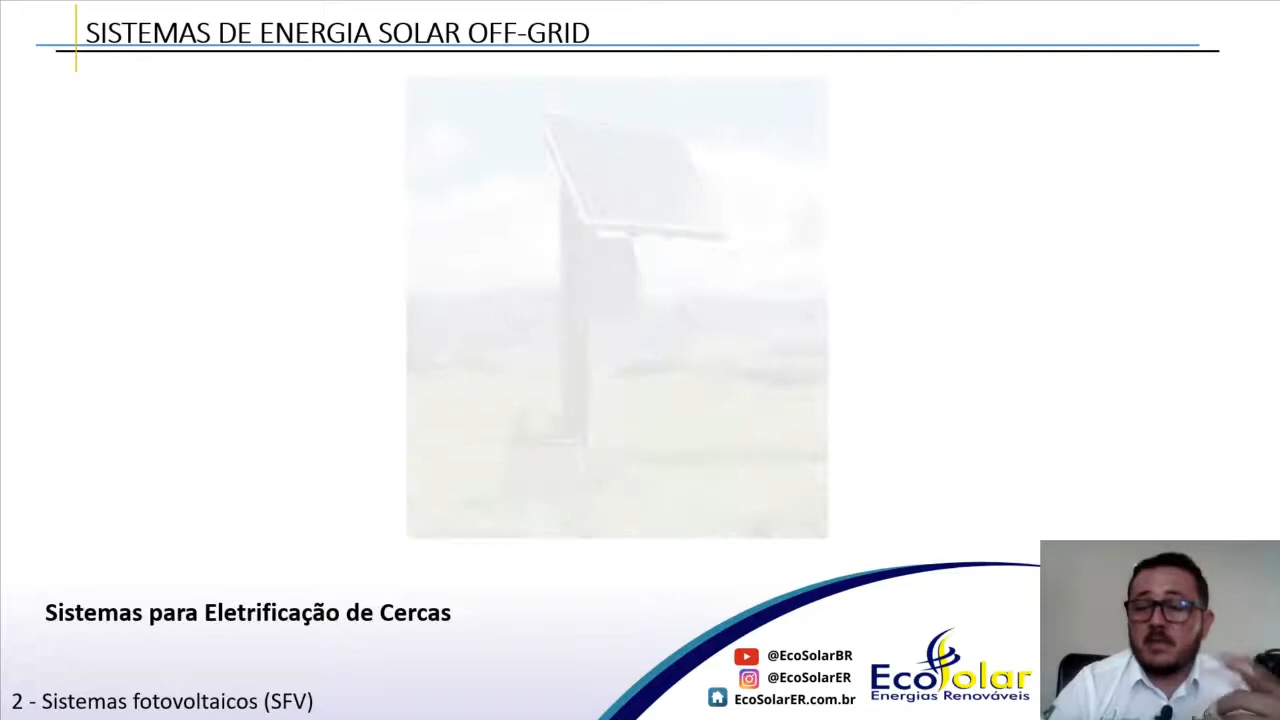 SISTEMAS DE ENERGIA SOLAR OFF-GRID
Sistemas para Eletrificação de Cercas
@EcoSolarBR
@EcoSolarER
EcoSolarER.com.br
EcoSolar
Energias Renováveis
2 - Sistemas fotovoltaicos (SFV)